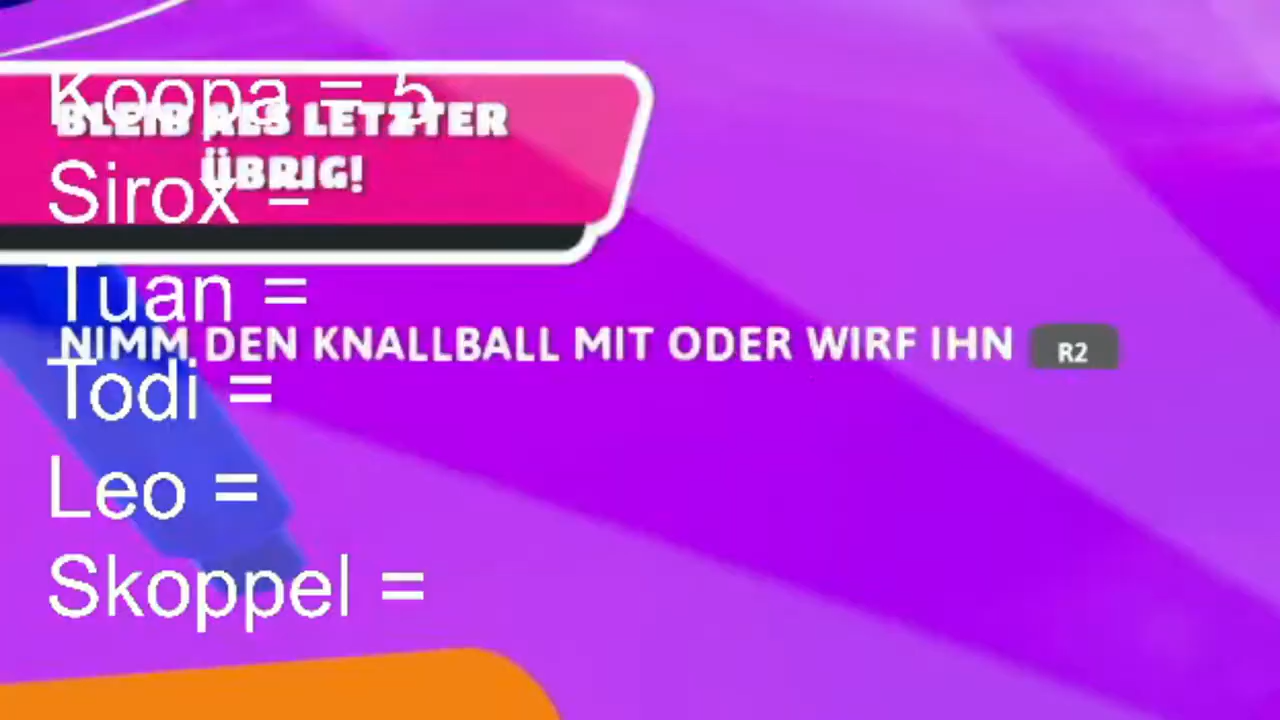 Koopa = 5
BLEIB ALS LETZTER
ÜBRIG!
Sirox =
Tuan =
NIMM DEN KNALLBALL MIT ODER WIRF IHN R2
Todi =
Leo =
Skoppel =